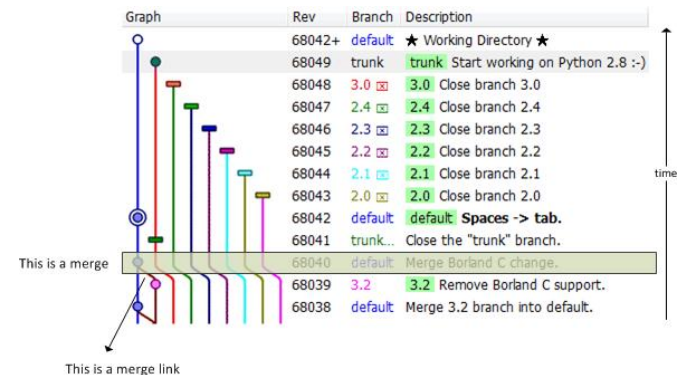 Graph Rev Branch Description
68042+ default ★ Working Directory ★
68049 trunk trunk Start working on Python 2.8 :-)
68048 3.0 3.0 Close branch 3.0
68047 2.4 2.4 Close branch 2.4
68046 2.3 2.3 Close branch 2.3
68045 2.2 2.2 Close branch 2.2
68044 2.1 2.1 Close branch 2.1
68043 2.0 2.0 Close branch 2.0
time
68042 default default Spaces -> tab.
68041 trunk... Close the "trunk" branch.
This is a merge 68040 default Merge Borland C change.
68039 3.2 3.2 Remove Borland C support.
68038 default Merge 3.2 branch into default.
This is a merge link